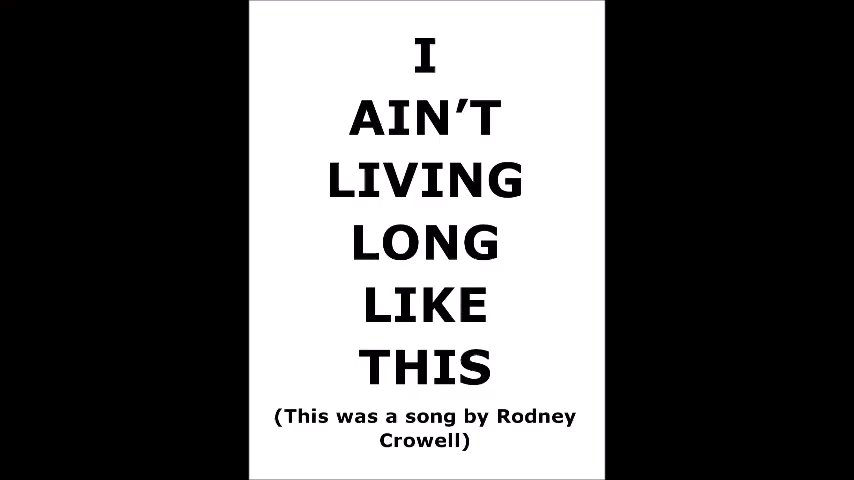 I
AIN’T
LIVING
LONG
LIKE
THIS
(This was a song by Rodney
Crowell)